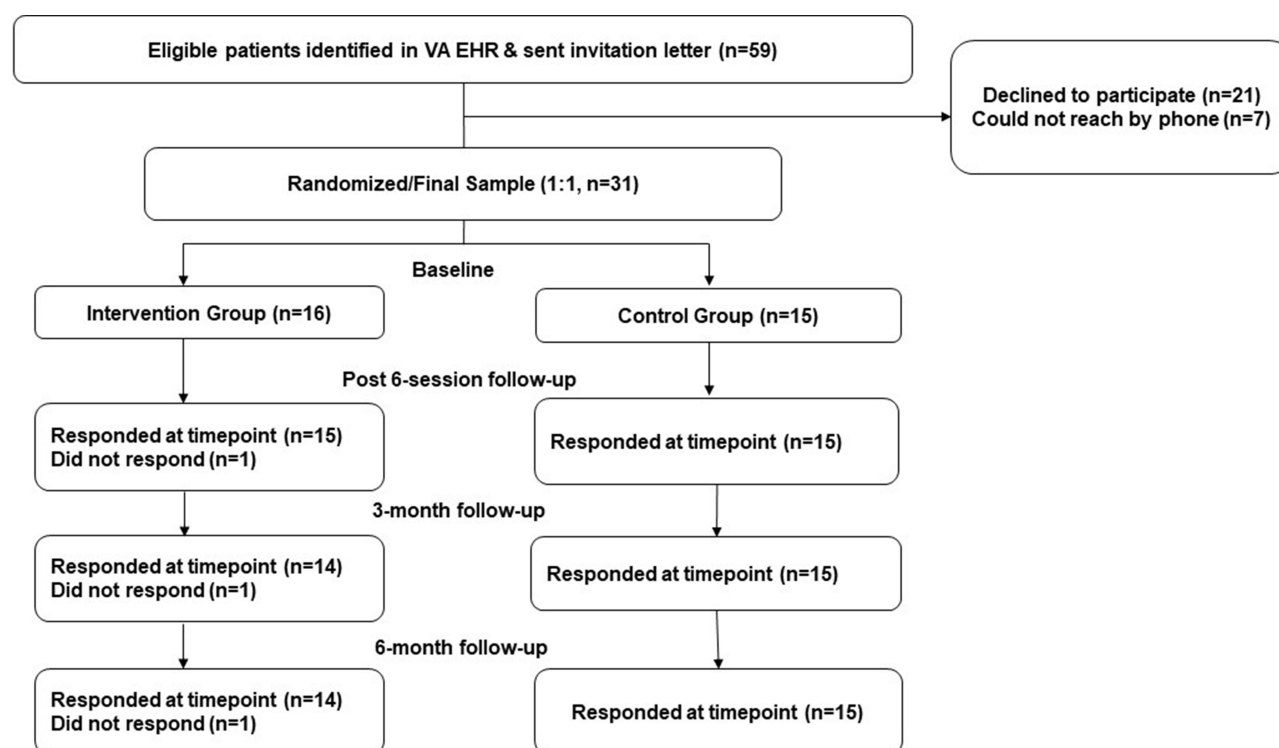 Eligible patients identified in VA EHR & sent invitation letter (n=59)
Declined to participate (n=21)
Could not reach by phone (n=7)
Randomized/Final Sample (1:1, n=31)
Baseline
Intervention Group (n=16)
Control Group (n=15)
Post 6-session follow-up
Responded at timepoint (n=15)
Did not respond (n=1)
Responded at timepoint (n=15)
3-month follow-up
Responded at timepoint (n=14)
Did not respond (n=1)
Responded at timepoint (n=15)
6-month follow-up
Responded at timepoint (n=14)
Did not respond (n=1)
Responded at timepoint (n=15)